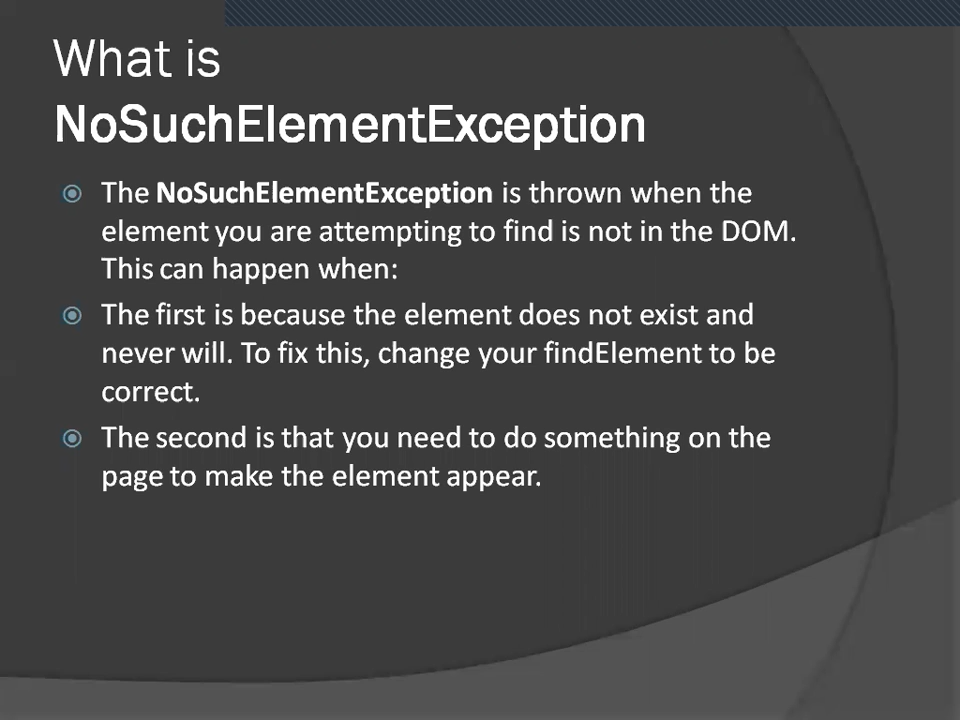 What is
NoSuchElementException
The NoSuchElementException is thrown when the
element you are attempting to find is not in the DOM.
This can happen when:
The first is because the element does not exist and
never will. To fix this, change your findElement to be
correct.
The second is that you need to do something on the
page to make the element appear.